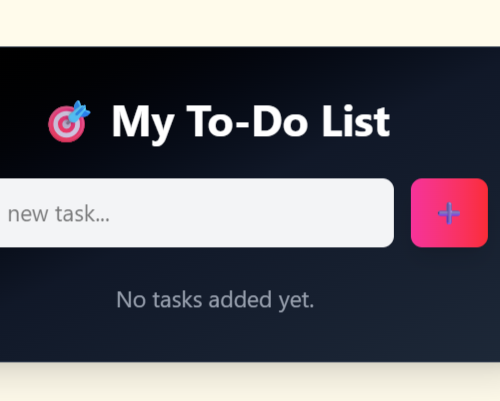 🎯 My To-Do List
new task...
➕
No tasks added yet.